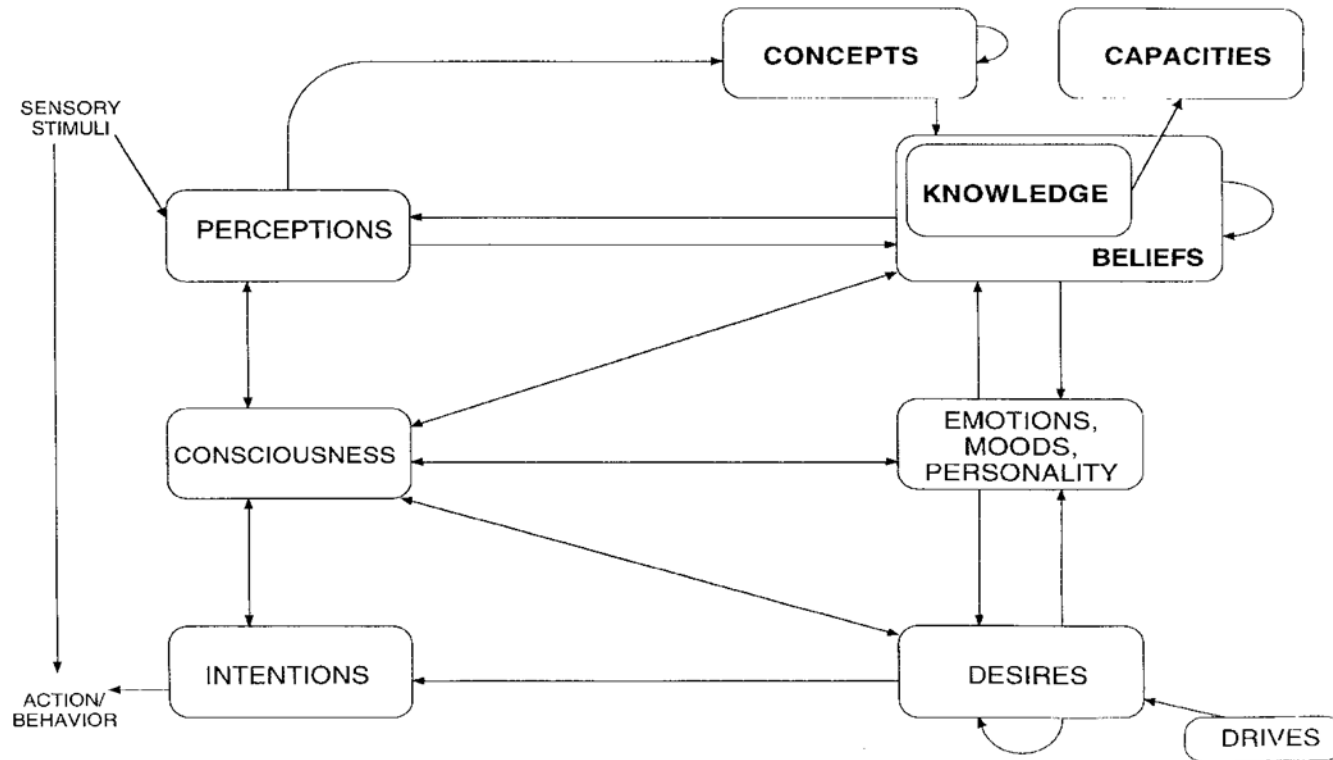 CONCEPTS
CAPACITIES
SENSORY
STIMULI
KNOWLEDGE
PERCEPTIONS
BELIEFS
EMOTIONS,
MOODS,
PERSONALITY
CONSCIOUSNESS
INTENTIONS
DESIRES
ACTION/
BEHAVIOR
DRIVES